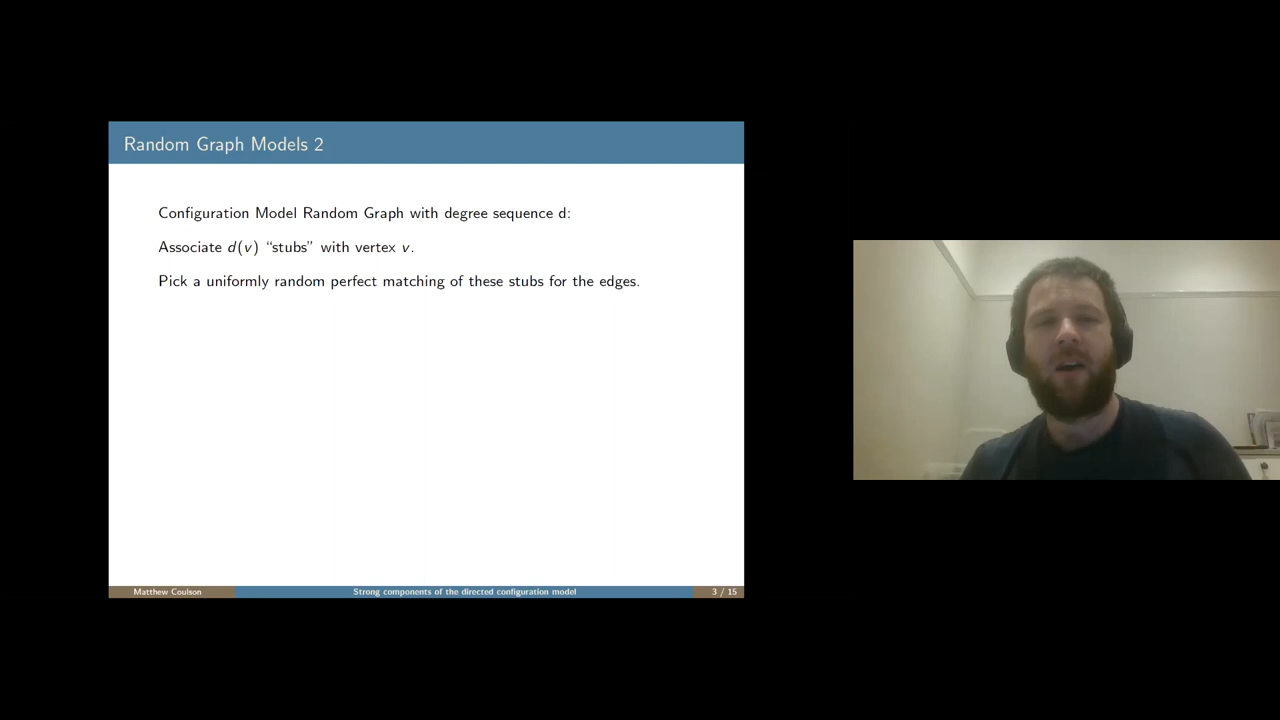 Random Graph Models 2
Configuration Model Random Graph with degree sequence d:
Associate d(v) “stubs” with vertex v.
Pick a uniformly random perfect matching of these stubs for the edges.
Matthew Coulson Strong components of the directed configuration model 3 / 15